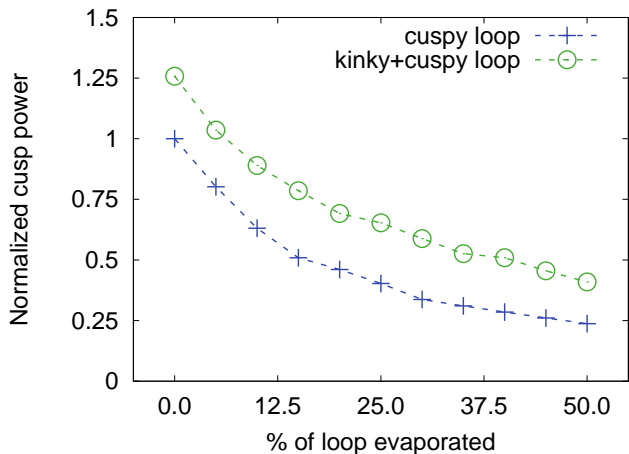 1.5
cuspy loop
kinky+cuspy loop
1.25
1
0.75
0.5
0.25
0
Normalized cusp power
0.0 12.5 25.0 37.5 50.0
% of loop evaporated